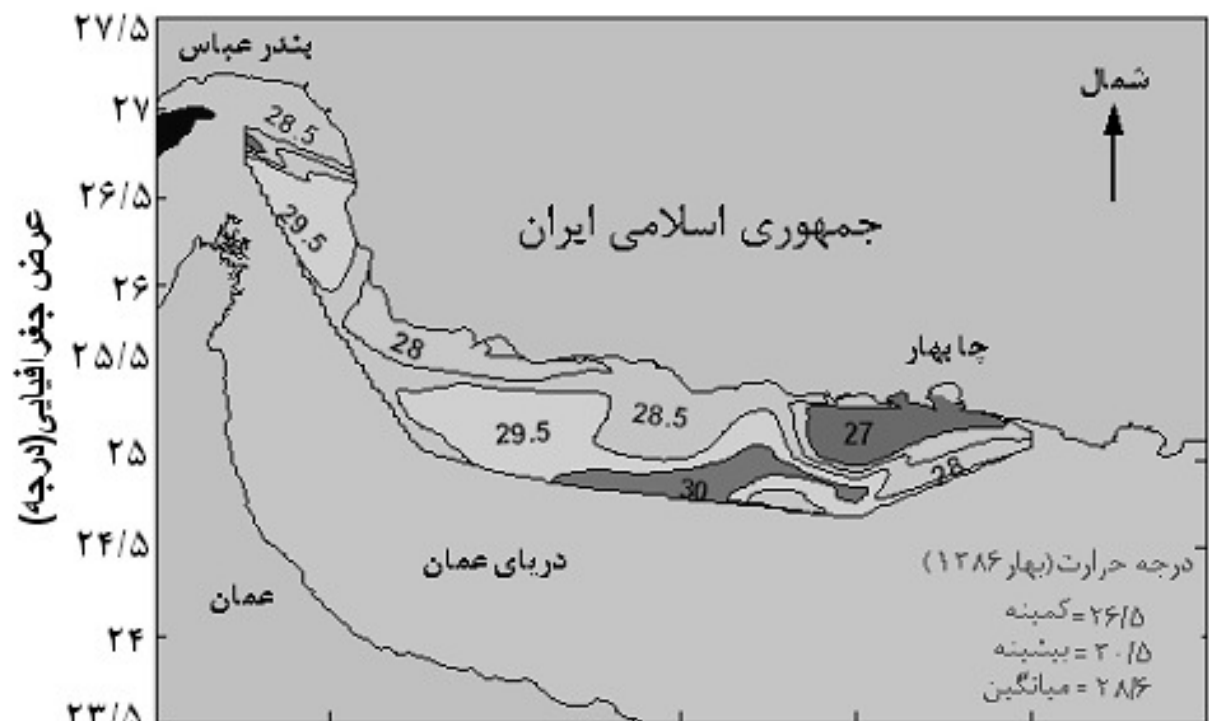 ۲۷/۵
بندر عباس
شمال
۲۷
28.5
۲۶/۵
29.5
جمهوری اسلامی ایران
عرض جغرافیایی(درجه)
۲۶
28
۲۵/۵
چابهار
28.5
29.5
27
۲۵
28
30
۲۴/۵
دریای عمان
درجه حرارت(بهار۱۳۸۶)
عمان
کمینه=۲۶/۵
۲۴
بیشینه=۳۰/۵
میانگین=۲۸/۶
۲۳/۵